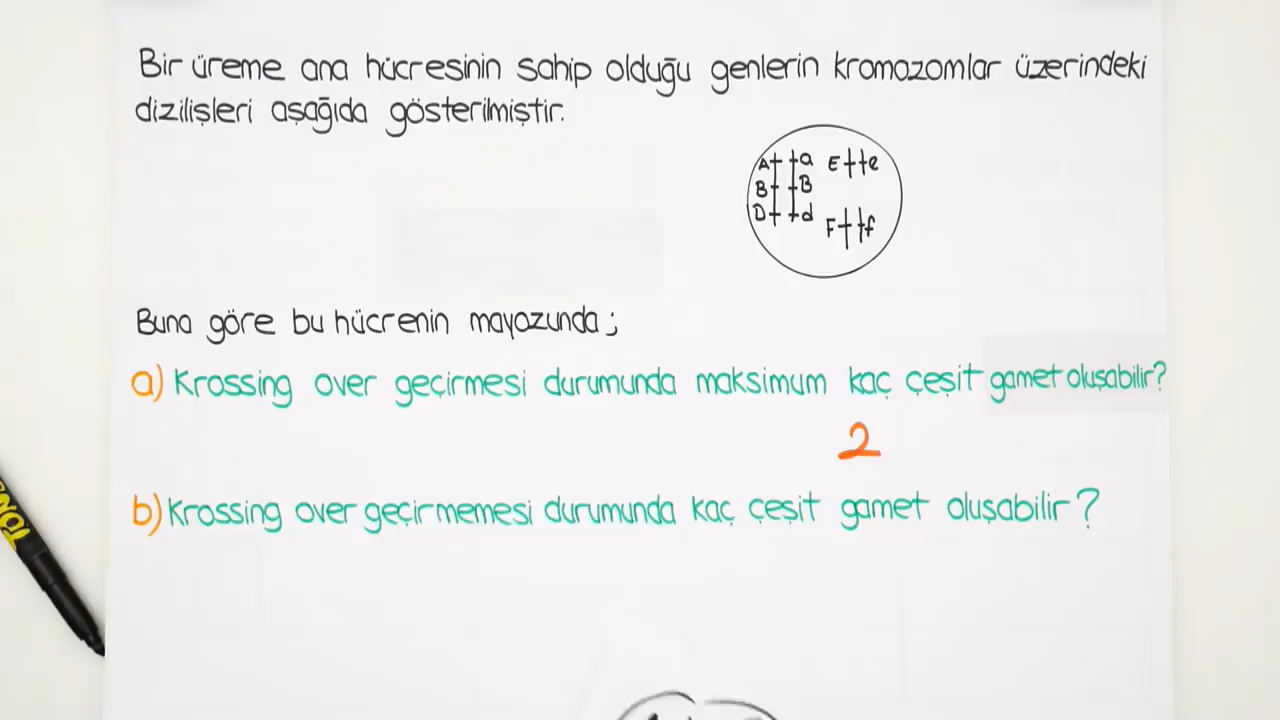 Bir üreme ana hücresinin sahip olduğu genlerin kromozomlar üzerindeki
dizilişleri aşağıda gösterilmiştir.
A a E e
B B
D d F f
Buna göre bu hücrenin mayozunda;
a) Krossing over geçirmesi durumunda maksimum kaç çeşit gamet oluşabilir?
2
b) Krossing over geçirmemesi durumunda kaç çeşit gamet oluşabilir?